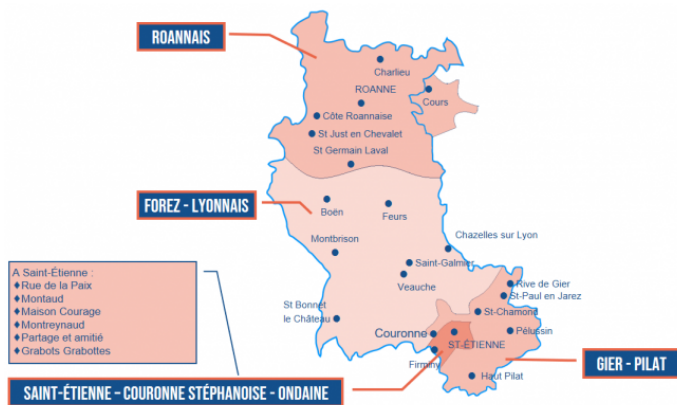 ROANNAIS
Charlieu
ROANNE
Cours
Côte Roannaise
St Just en Chevalet
St Germain Laval
FOREZ - LYONNAIS
Boën
Feurs
Chazelles sur Lyon
Montbrison
Saint-Galmier
Veauche
Rive de Gier
St-Paul en Jarez
A Saint-Étienne :
♦Rue de la Paix
♦Montaud
♦Maison Courage
♦Montreynaud
♦Partage et amitié
♦Grabots Grabottes
St Bonnet
le Château
St-Chamond
Couronne
ST-ÉTIENNE
Pélussin
Firminy
Haut Pilat
GIER - PILAT
SAINT-ÉTIENNE – COURONNE STÉPHANOISE - ONDAINE